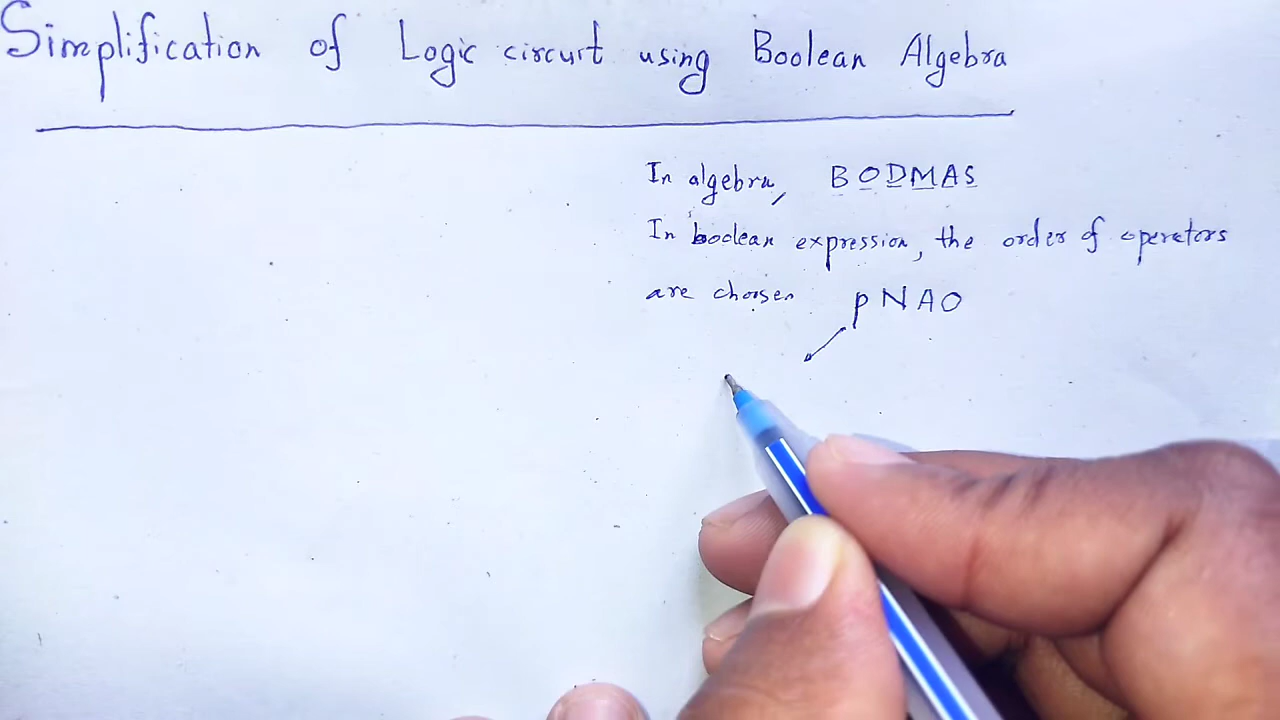 Simplification of Logic circuit using Boolean Algebra
In algebra, BODMAS
In boolean expression, the order of operators
are choosen PNAO